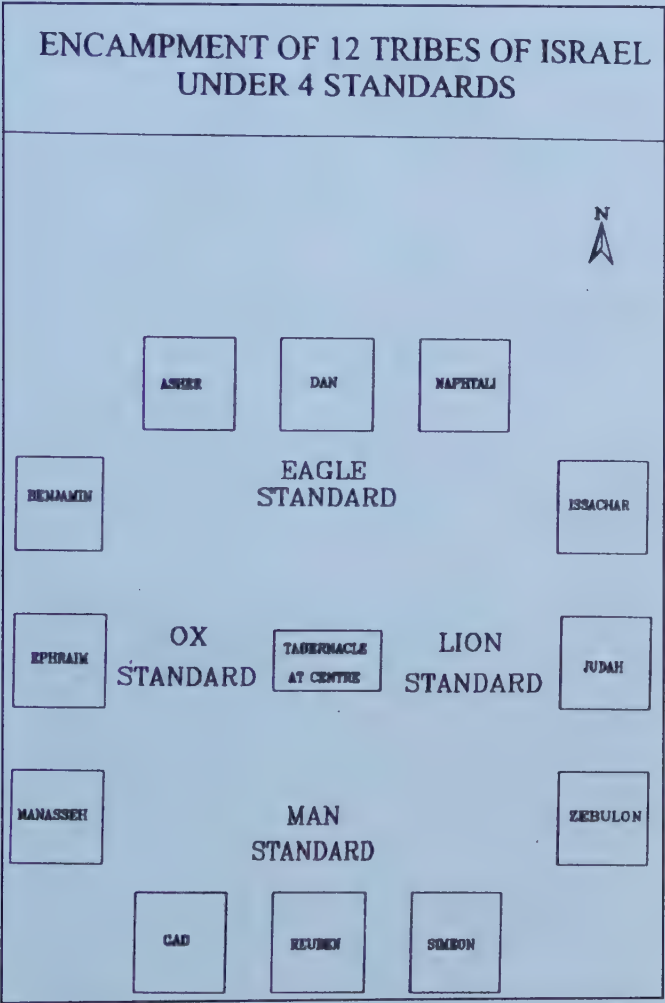 ENCAMPMENT OF 12 TRIBES OF ISRAEL
UNDER 4 STANDARDS
N
ASHER
DAN
NAPHTALI
EAGLE
STANDARD
BENJAMIN
ISSACHAR
OX
STANDARD
EPHRAIM
TABERNACLE
AT CENTRE
LION
STANDARD
JUDAH
MANASSEH
MAN
STANDARD
ZEBULON
GAD
REUBEN
SIMEON